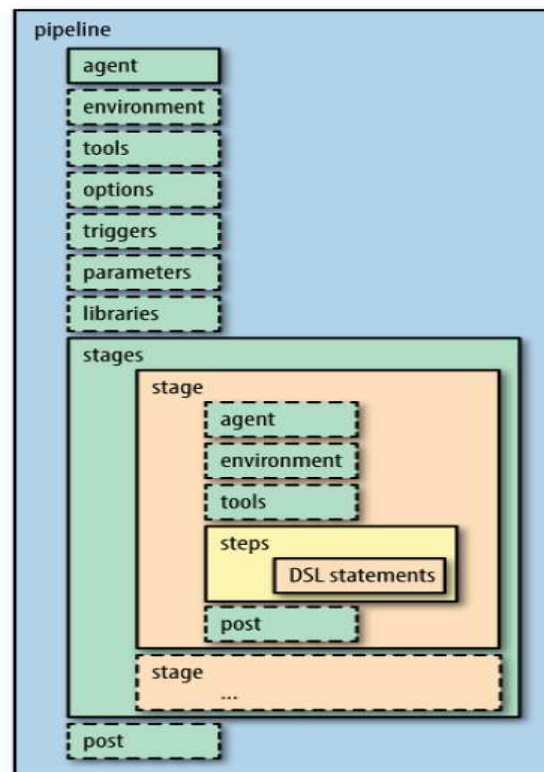 pipeline
agent
environment
tools
options
triggers
parameters
libraries
stages
stage
agent
environment
tools
steps
DSL statements
post
stage
...
post